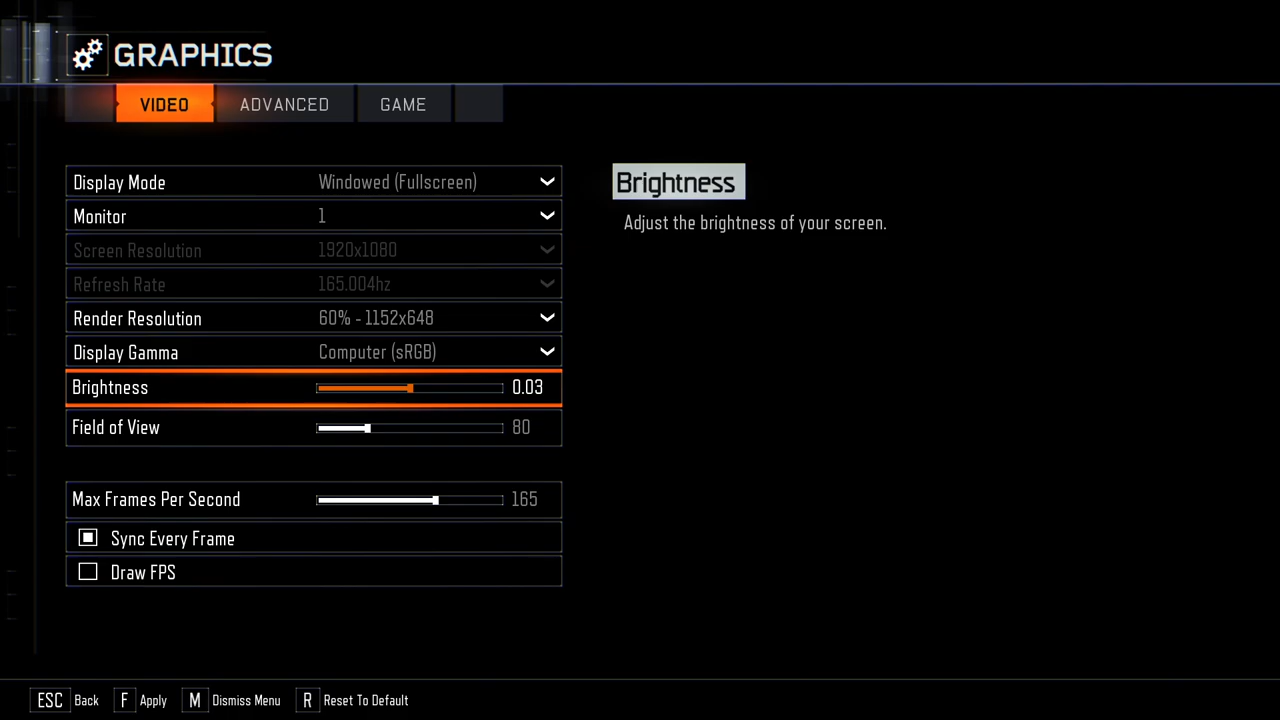 GRAPHICS
VIDEO ADVANCED GAME
Display Mode Windowed (Fullscreen)
Brightness
Monitor 1
Adjust the brightness of your screen.
Screen Resolution 1920x1080
Refresh Rate 165.004hz
Render Resolution 60% - 1152x648
Display Gamma Computer (sRGB)
Brightness 0.03
Field of View 80
Max Frames Per Second 165
Sync Every Frame
Draw FPS
ESC Back F Apply M Dismiss Menu R Reset To Default